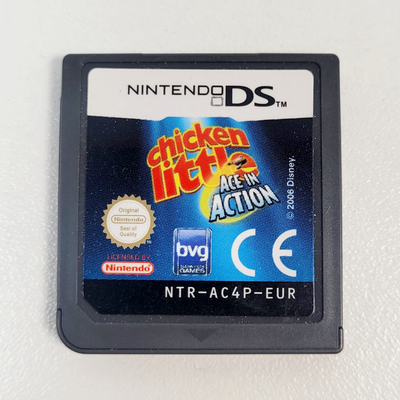 NINTENDO DS™
chicken
little
ACE IN
ACTION
© 2006 Disney.
Original
Nintendo
Seal of
Quality
LICENSED BY
Nintendo
bvg
GAMES
CE
NTR-AC4P-EUR